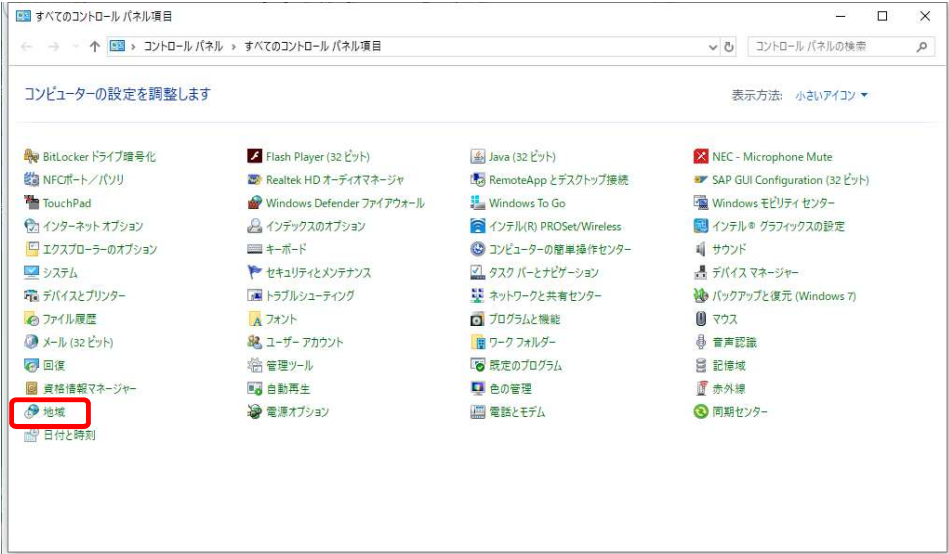 すべてのコントロール パネル項目
コントロール パネル › すべてのコントロール パネル項目
コントロール パネルの検索
コンピューターの設定を調整します
表示方法: 小さいアイコン
BitLocker ドライブ暗号化 Flash Player (32 ビット) Java (32 ビット) NEC - Microphone Mute
NFCポート／パソリ Realtek HD オーディオマネージャ RemoteApp とデスクトップ接続 SAP GUI Configuration (32 ビット)
TouchPad Windows Defender ファイアウォール Windows To Go Windows モビリティ センター
インターネット オプション インデックスのオプション インテル(R) PROSet/Wireless インテル® グラフィックスの設定
エクスプローラーのオプション キーボード コンピューターの簡単操作センター サウンド
システム セキュリティとメンテナンス タスク バーとナビゲーション デバイス マネージャー
デバイスとプリンター トラブルシューティング ネットワークと共有センター バックアップと復元 (Windows 7)
ファイル履歴 フォント プログラムと機能 マウス
メール (32 ビット) ユーザー アカウント ワーク フォルダー 音声認識
回復 管理ツール 既定のプログラム 記憶域
資格情報マネージャー 自動再生 色の管理 赤外線
地域 電源オプション 電話とモデム 同期センター
日付と時刻